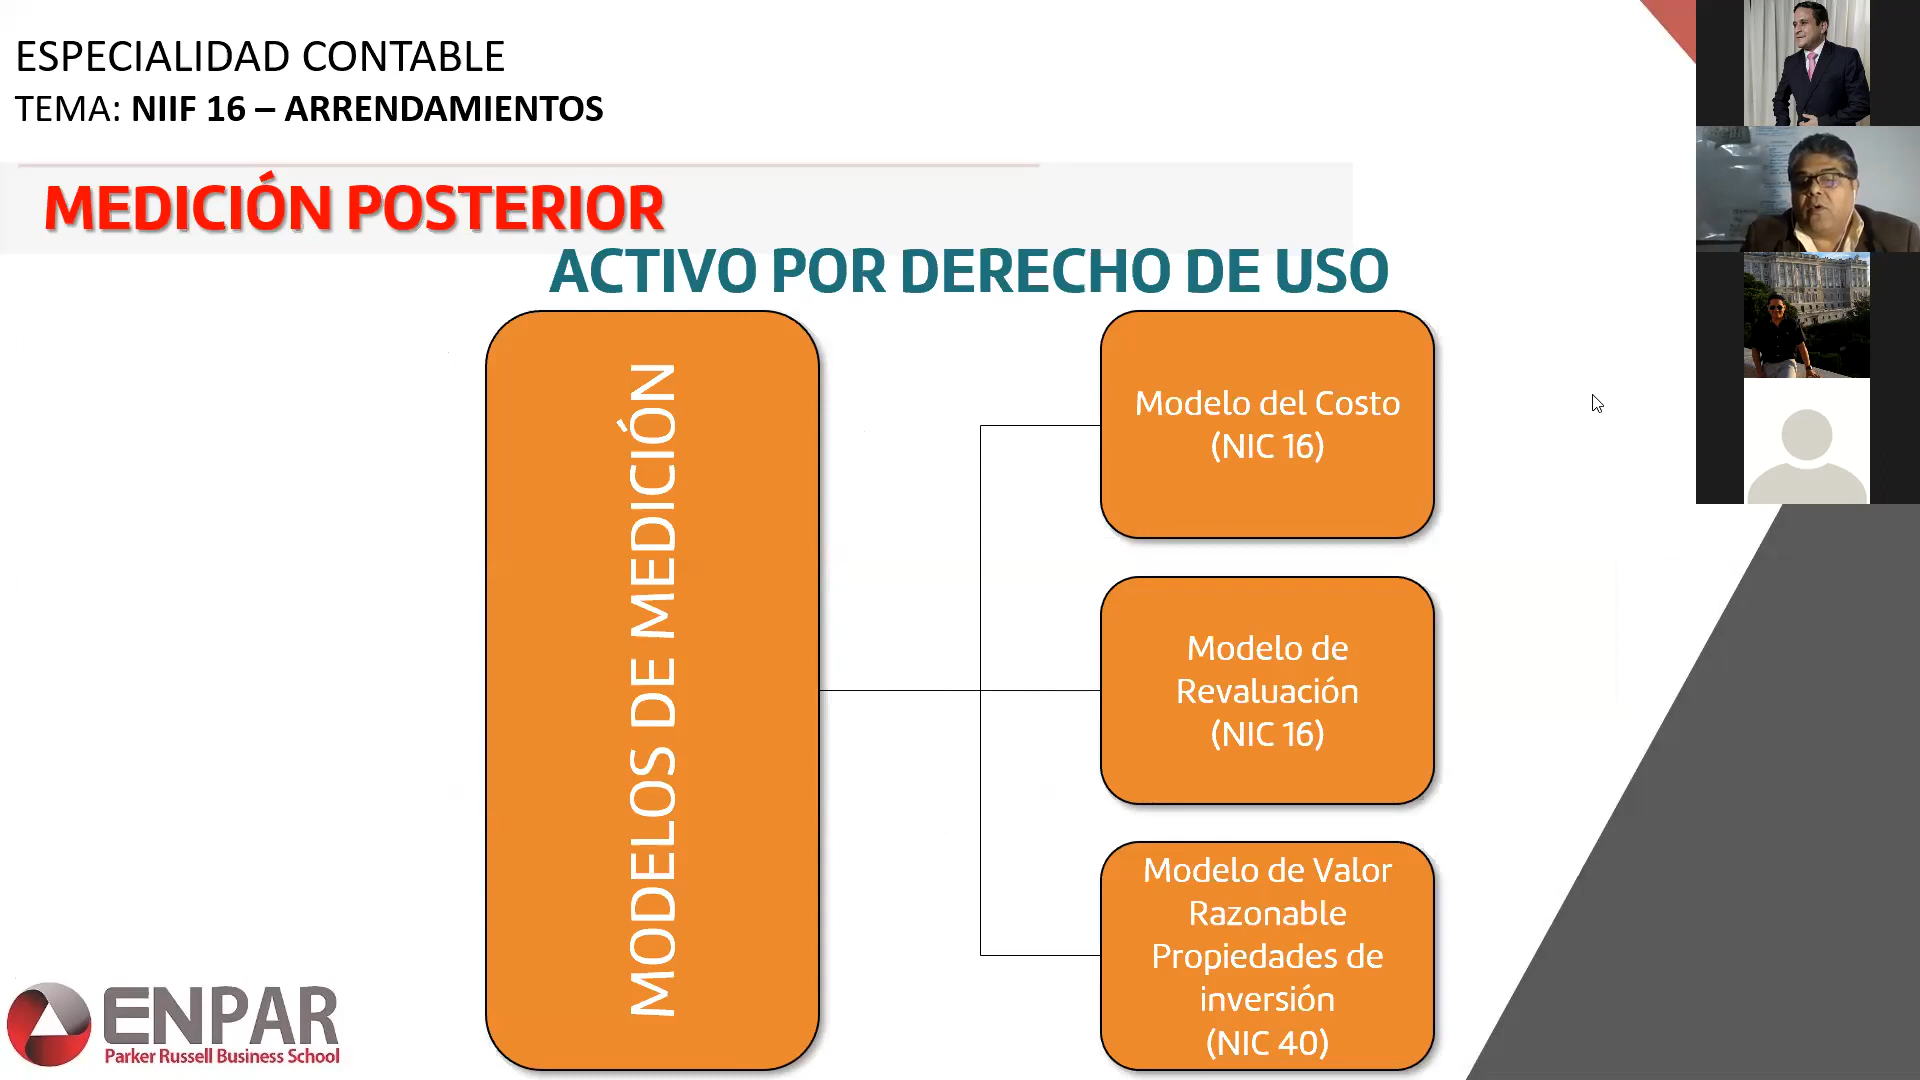 ESPECIALIDAD CONTABLE
TEMA: NIIF 16 – ARRENDAMIENTOS
MEDICIÓN POSTERIOR
ACTIVO POR DERECHO DE USO
MODELOS DE MEDICIÓN
Modelo del Costo
(NIC 16)
Modelo de
Revaluación
(NIC 16)
Modelo de Valor
Razonable
Propiedades de
inversión
(NIC 40)
ENPAR
Parker Russell Business School